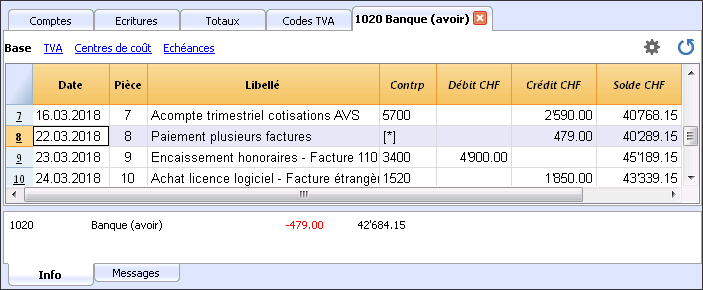 Comptes Ecritures Totaux Codes TVA 1020 Banque (avoir)
Base TVA Centres de coût Echéances
Date Pièce Libellé Contrp Débit CHF Crédit CHF Solde CHF
7 16.03.2018 7 Acompte trimestriel cotisations AVS 5700 2'590.00 40'768.15
8 22.03.2018 8 Paiement plusieurs factures [*] 479.00 40'289.15
9 23.03.2018 9 Encaissement honoraires - Facture 110 3400 4'900.00 45'189.15
10 24.03.2018 10 Achat licence logiciel - Facture étrangèr 1520 1'850.00 43'339.15
1020 Banque (avoir) -479.00 42'684.15
Info Messages